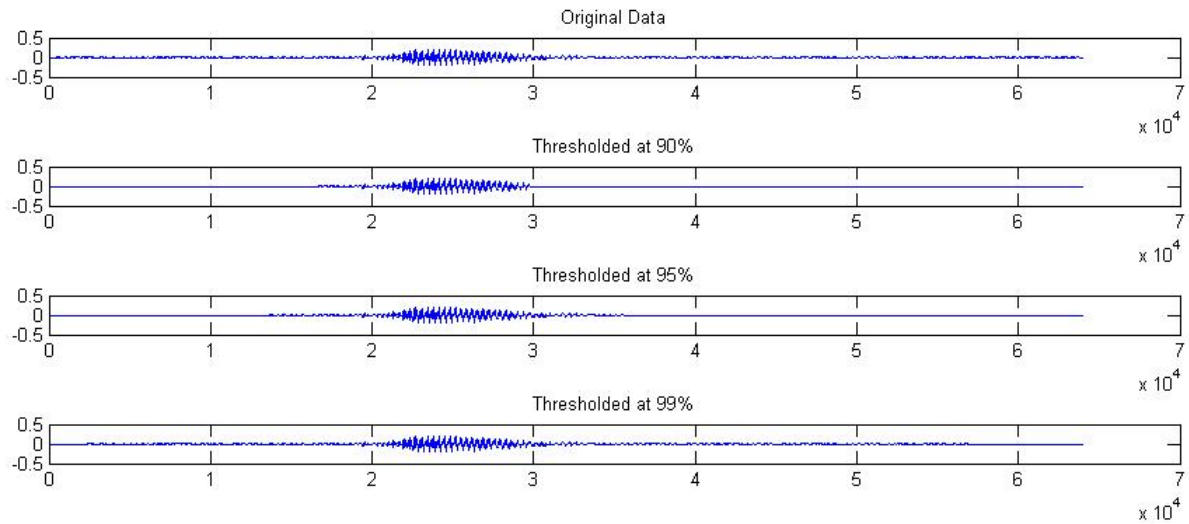 Original Data
0.5
0
-0.5
0 1 2 3 4 5 6 7
x 10^4
Thresholded at 90%
0.5
0
-0.5
0 1 2 3 4 5 6 7
x 10^4
Thresholded at 95%
0.5
0
-0.5
0 1 2 3 4 5 6 7
x 10^4
Thresholded at 99%
0.5
0
-0.5
0 1 2 3 4 5 6 7
x 10^4